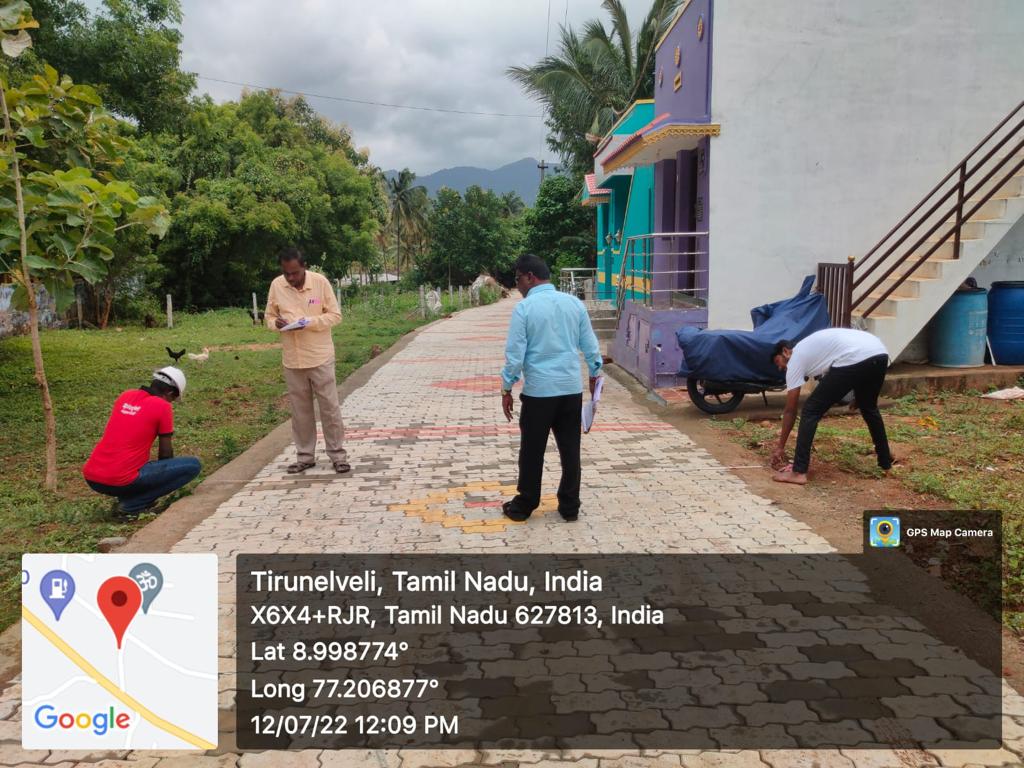 GPS Map Camera
Tirunelveli, Tamil Nadu, India
X6X4+RJR, Tamil Nadu 627813, India
Lat 8.998774°
Long 77.206877°
12/07/22 12:09 PM
Google